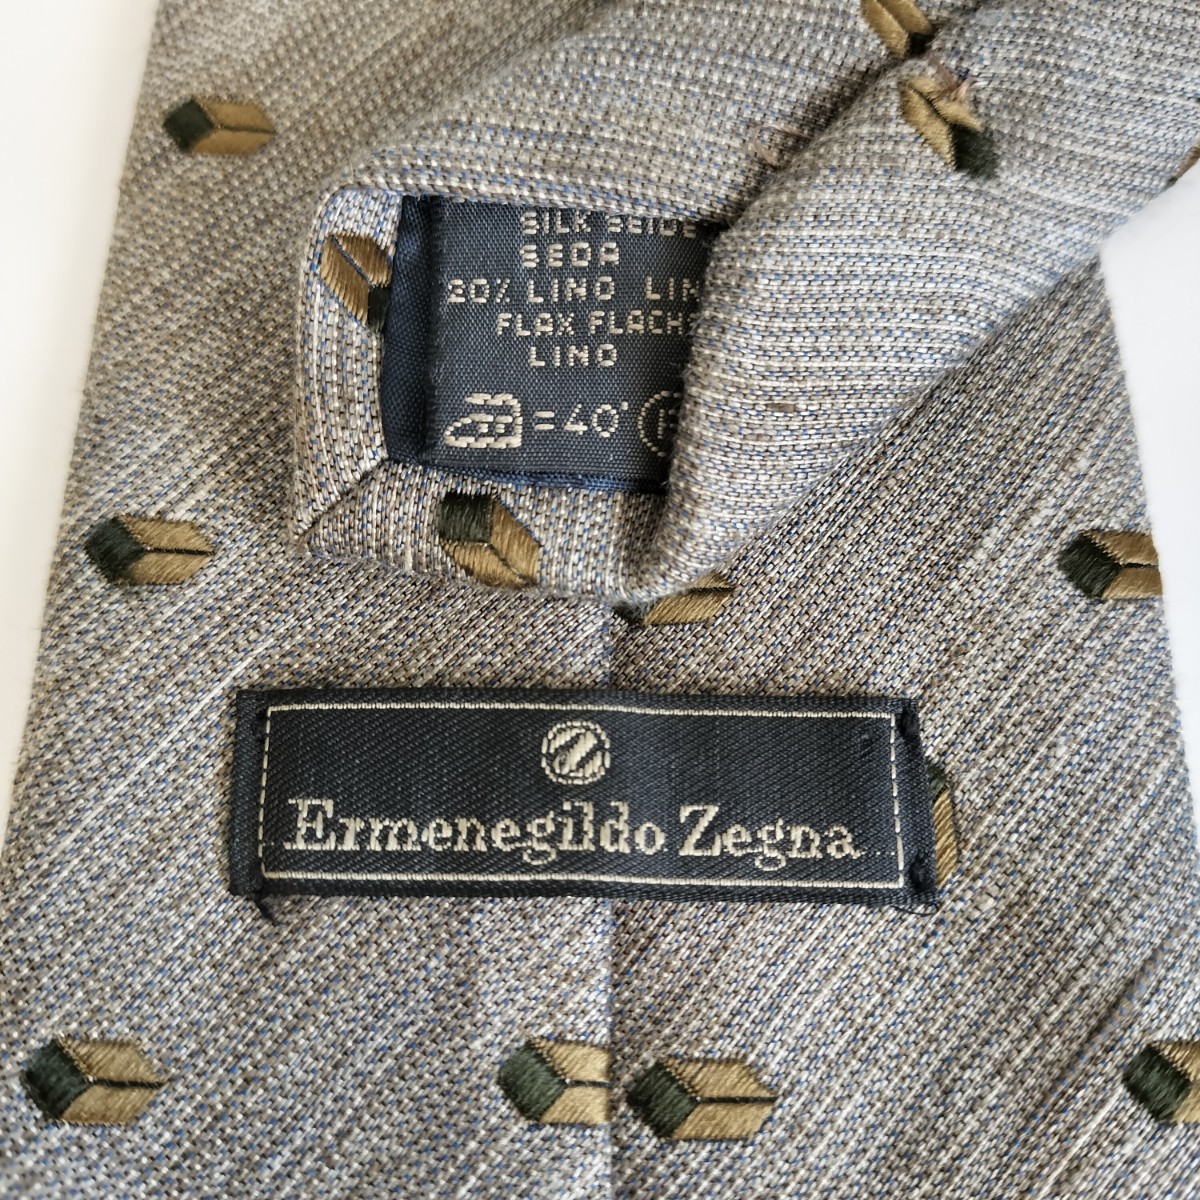 SILK SEIDE
SEDA
20% LINO LIN
FLAX FLACHS
LINO
=40°
Ermenegildo Zegna